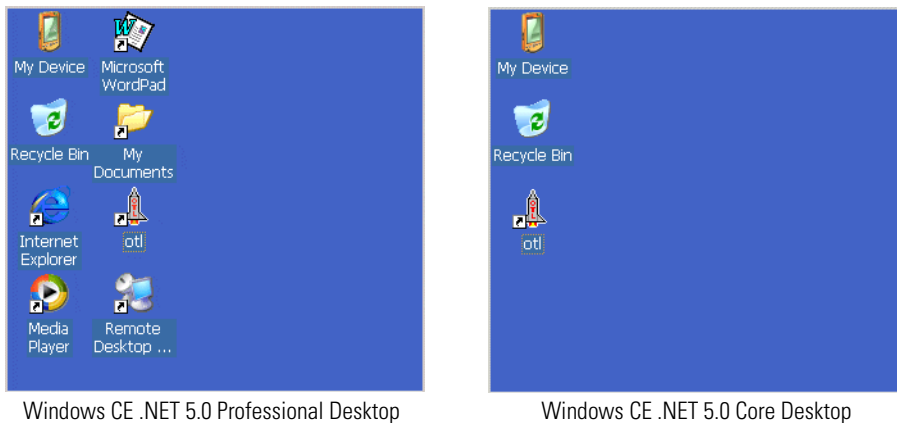 My Device
Microsoft
WordPad
Recycle Bin
My
Documents
Internet
Explorer
otl
Media
Player
Remote
Desktop ...
Windows CE .NET 5.0 Professional Desktop
My Device
Recycle Bin
otl
Windows CE .NET 5.0 Core Desktop